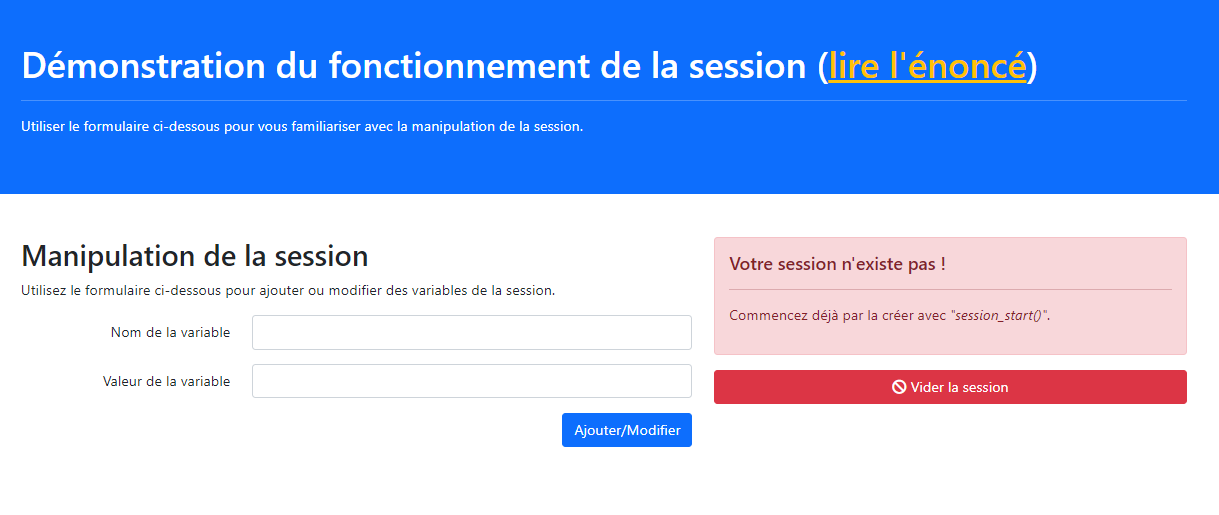 Démonstration du fonctionnement de la session (lire l'énoncé)
Utiliser le formulaire ci-dessous pour vous familiariser avec la manipulation de la session.
Manipulation de la session
Utilisez le formulaire ci-dessous pour ajouter ou modifier des variables de la session.
Nom de la variable
Valeur de la variable
Ajouter/Modifier
Votre session n'existe pas !
Commencez déjà par la créer avec "session_start()".
Vider la session